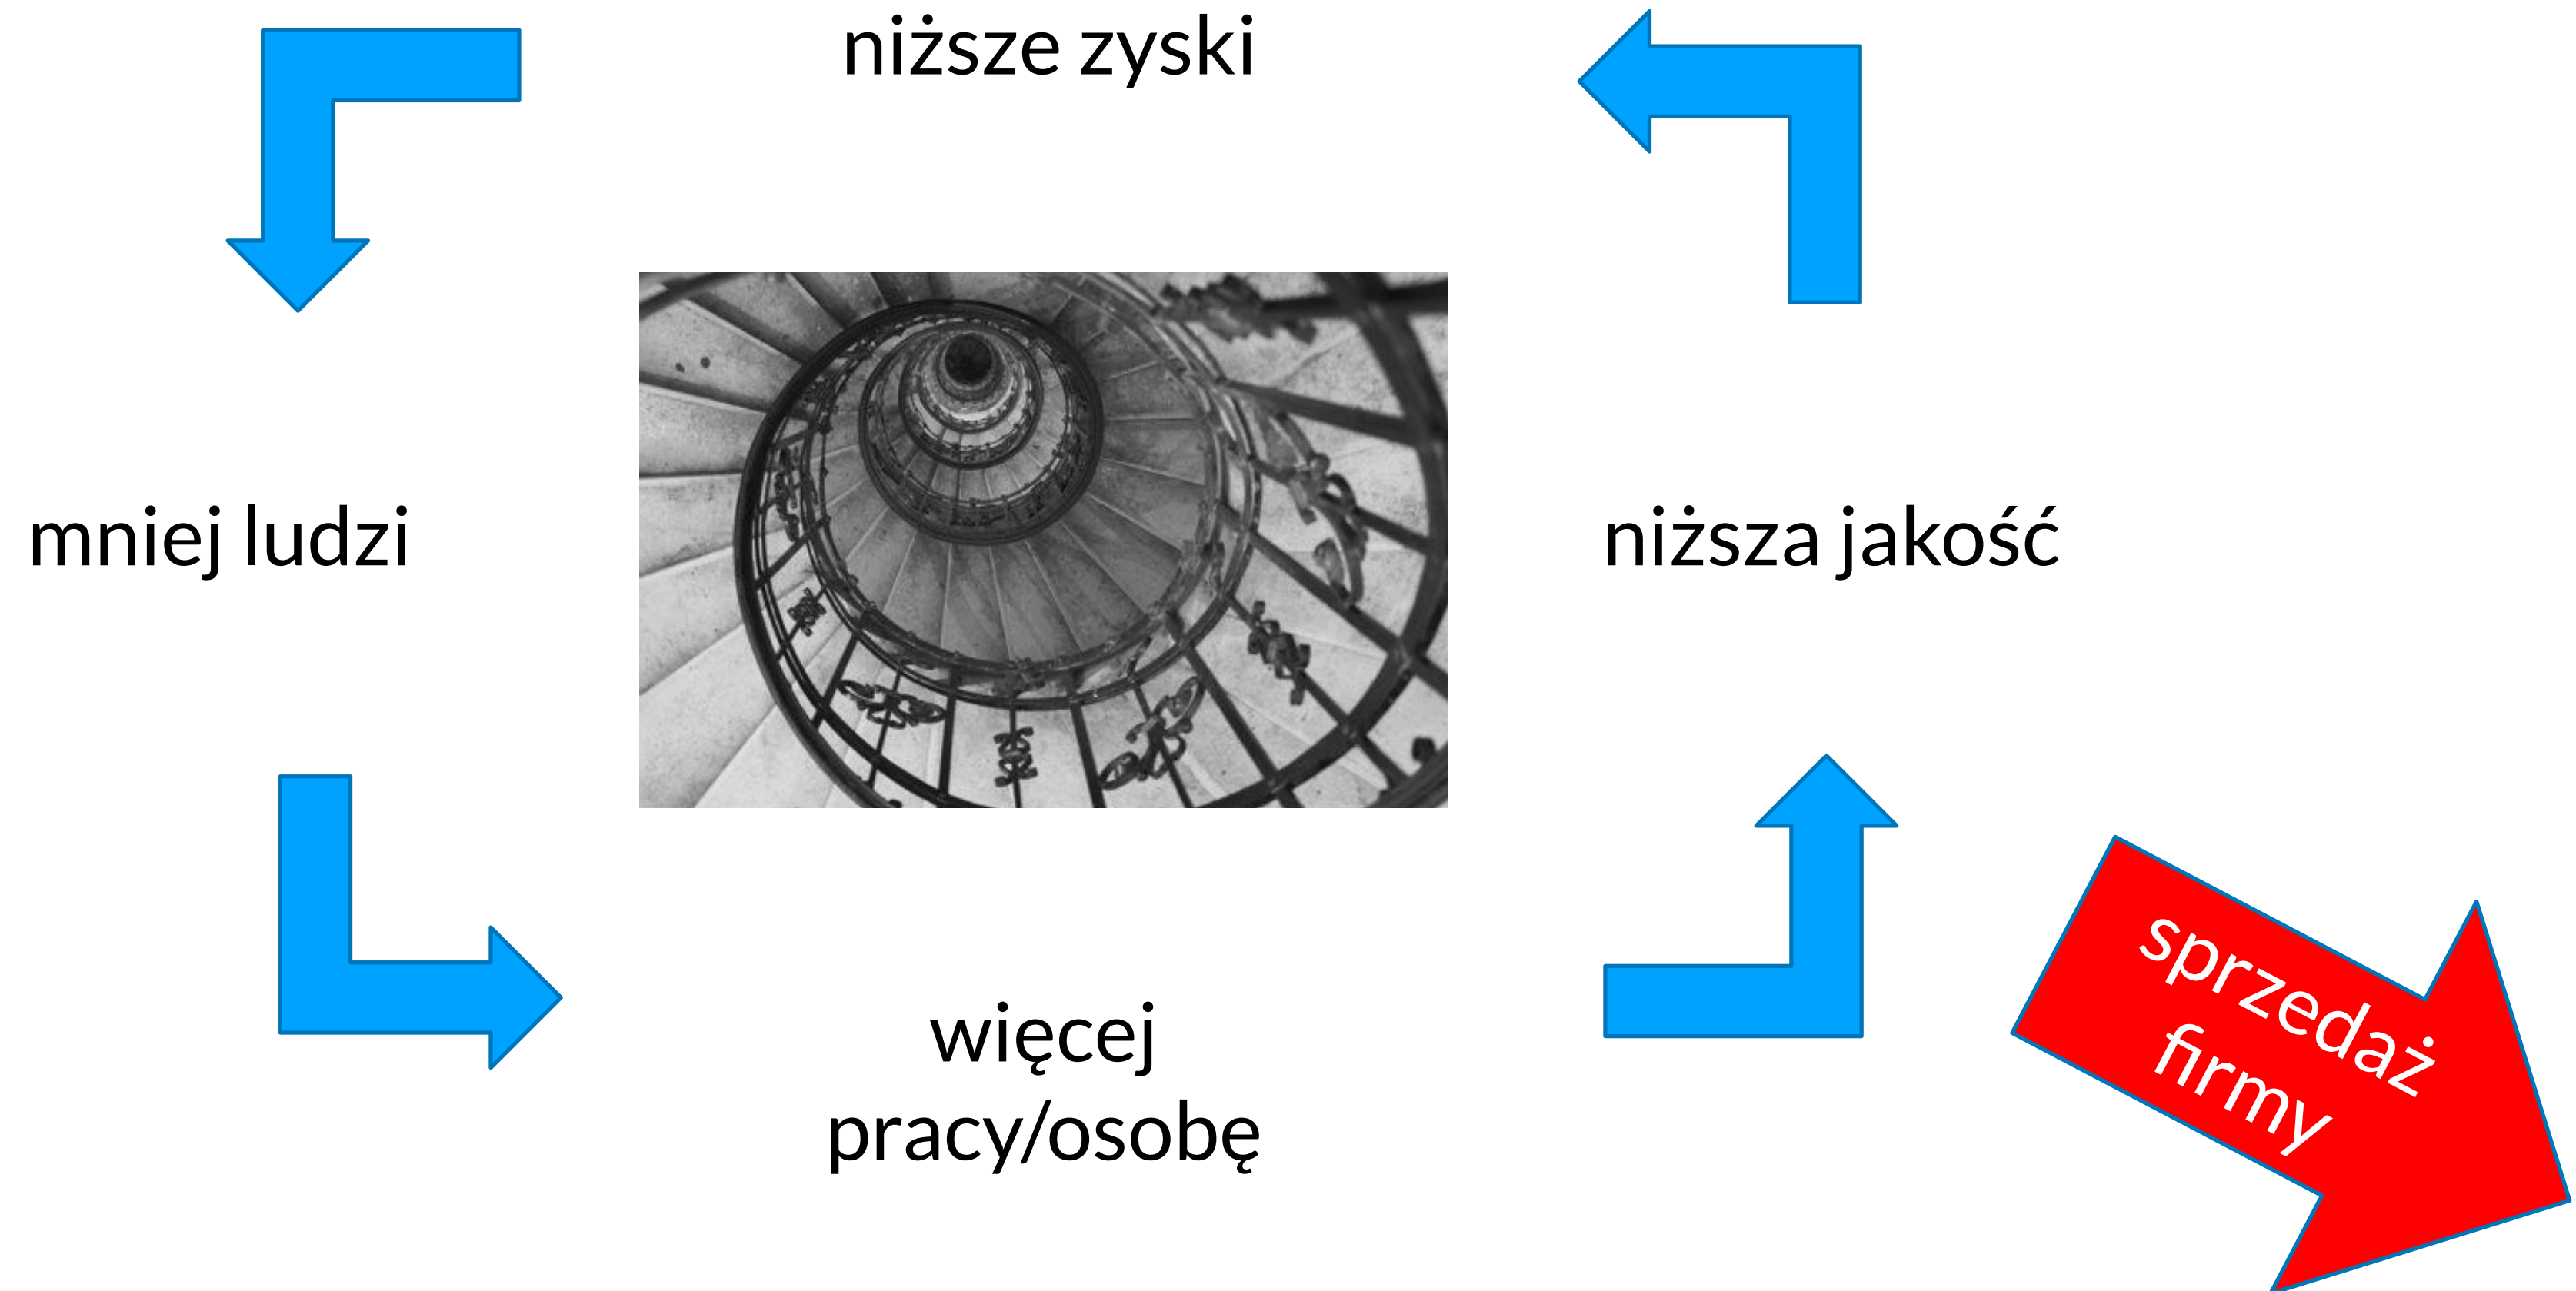 niższe zyski
mniej ludzi
niższa jakość
więcej
pracy/osobę
sprzedaż
firmy